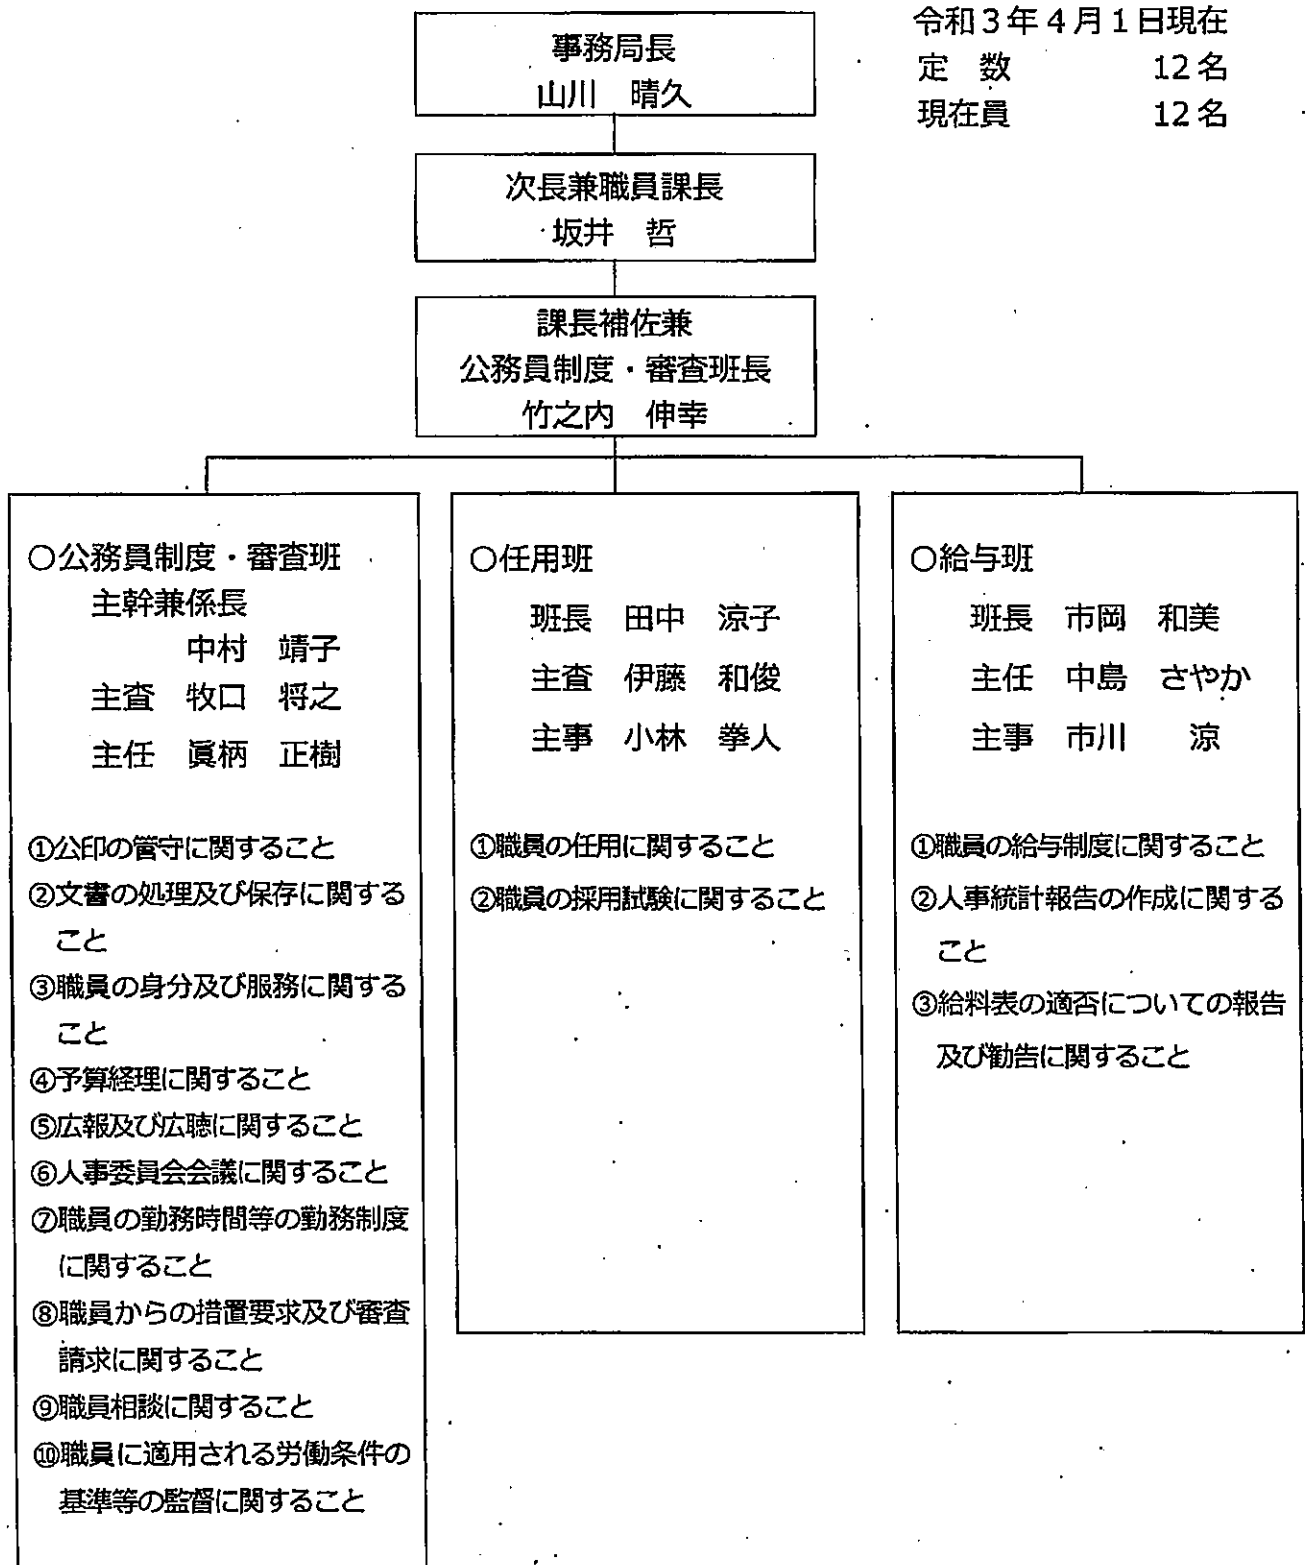 令和3年4月1日現在
定　数　12名
現在員　12名
事務局長
山川　晴久
次長兼職員課長
坂井　哲
課長補佐兼
公務員制度・審査班長
竹之内　伸幸
○公務員制度・審査班
主幹兼係長
中村　靖子
主査　牧口　将之
主任　眞柄　正樹
①公印の管守に関すること
②文書の処理及び保存に関する
こと
③職員の身分及び服務に関する
こと
④予算経理に関すること
⑤広報及び広聴に関すること
⑥人事委員会会議に関すること
⑦職員の勤務時間等の勤務制度
に関すること
⑧職員からの措置要求及び審査
請求に関すること
⑨職員相談に関すること
⑩職員に適用される労働条件の
基準等の監督に関すること
○任用班
班長　田中　涼子
主査　伊藤　和俊
主事　小林　拳人
①職員の任用に関すること
②職員の採用試験に関すること
○給与班
班長　市岡　和美
主任　中島　さやか
主事　市川　涼
①職員の給与制度に関すること
②人事統計報告の作成に関する
こと
③給料表の適否についての報告
及び勧告に関すること